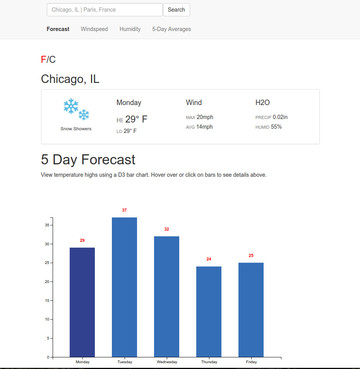 Chicago, IL | Paris, France Search
Forecast Windspeed Humidity 5-Day Averages
F/C
Chicago, IL
Monday Wind H2O
HI 29° F MAX 20mph PRECIP 0.02in
Snow Showers LO 29° F AVG 14mph HUMID 55%
5 Day Forecast
View temperature highs using a D3 bar chart. Hover over or click on bars to see details above.
37
35
32
30
29
25
25
24
20
15
10
5
0
Monday Tuesday Wednesday Thursday Friday